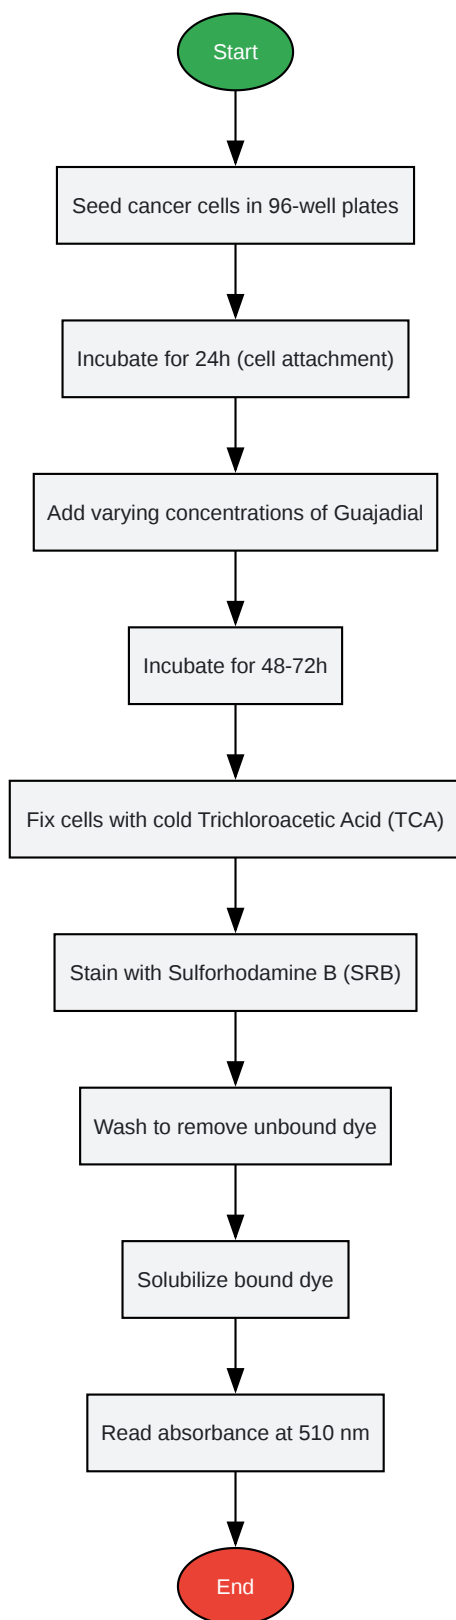 Start
Seed cancer cells in 96-well plates
Incubate for 24h (cell attachment)
Add varying concentrations of Guajadial
Incubate for 48-72h
Fix cells with cold Trichloroacetic Acid (TCA)
Stain with Sulforhodamine B (SRB)
Wash to remove unbound dye
Solubilize bound dye
Read absorbance at 510 nm
End